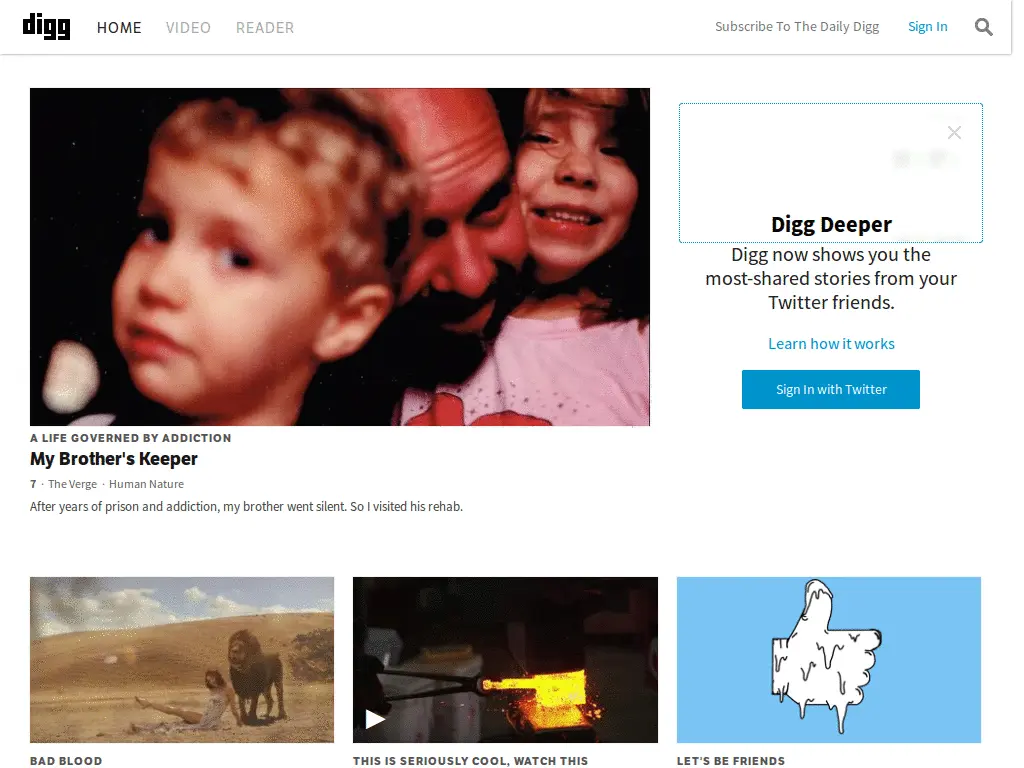 digg HOME VIDEO READER Subscribe To The Daily Digg Sign In
A LIFE GOVERNED BY ADDICTION
My Brother's Keeper
7 · The Verge · Human Nature
After years of prison and addiction, my brother went silent. So I visited his rehab.
Digg Deeper
Digg now shows you the
most-shared stories from your
Twitter friends.
Learn how it works
Sign In with Twitter
BAD BLOOD
THIS IS SERIOUSLY COOL, WATCH THIS
LET'S BE FRIENDS